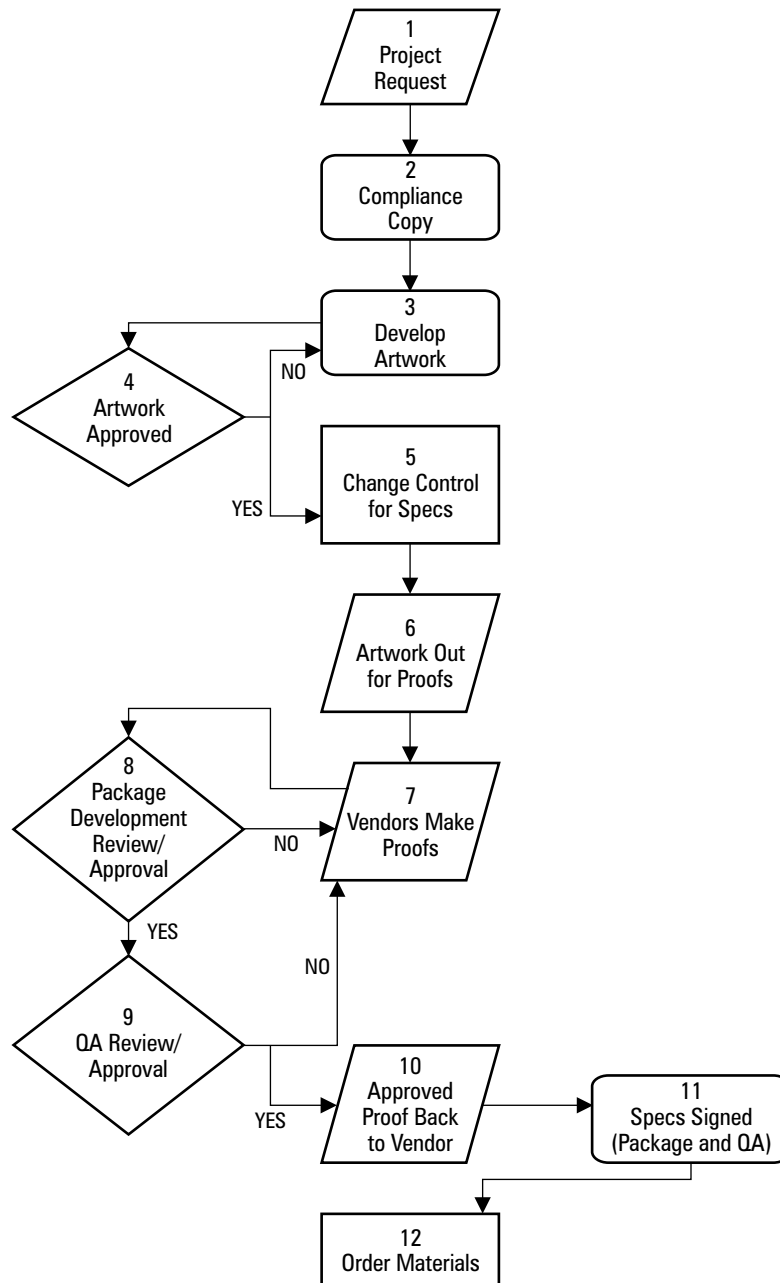 1
Project
Request
2
Compliance
Copy
3
Develop
Artwork
NO
4
Artwork
Approved
YES
5
Change Control
for Specs
6
Artwork Out
for Proofs
7
Vendors Make
Proofs
8
Package
Development
Review/
Approval
NO
YES
9
QA Review/
Approval
NO
YES
10
Approved
Proof Back
to Vendor
11
Specs Signed
(Package and QA)
12
Order Materials